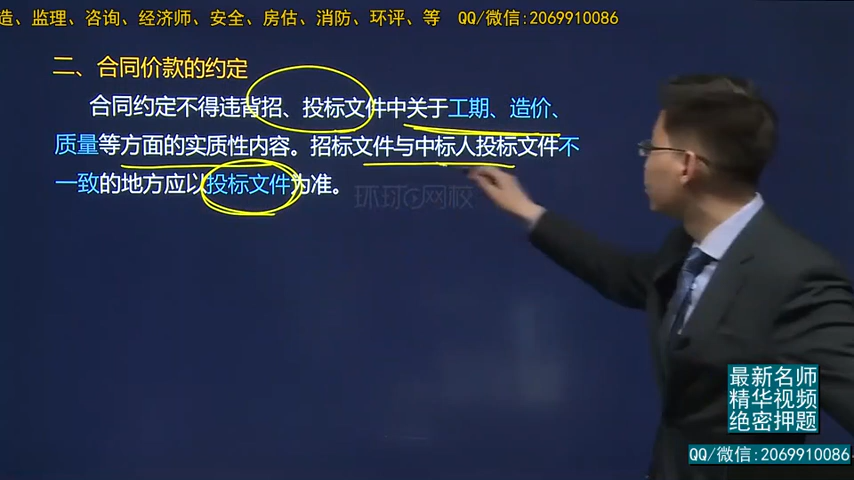 造、监理、咨询、经济师、安全、房估、消防、环评、等 QQ/微信:2069910086
二、合同价款的约定
合同约定不得违背招、投标文件中关于工期、造价、
质量等方面的实质性内容。招标文件与中标人投标文件不
一致的地方应以投标文件为准。
环球网校
最新名师
精华视频
绝密押题
QQ/微信:2069910086